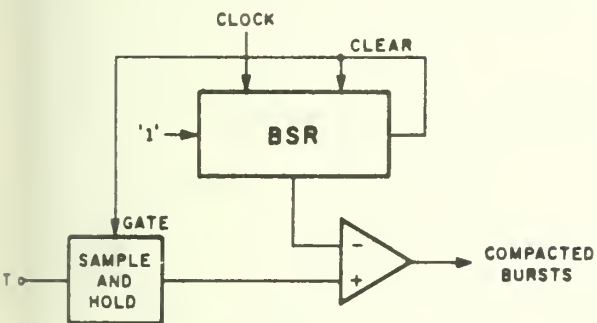 CLOCK
CLEAR
'1'
BSR
GATE
SAMPLE
AND
HOLD
T
-
+
COMPACTED
BURSTS